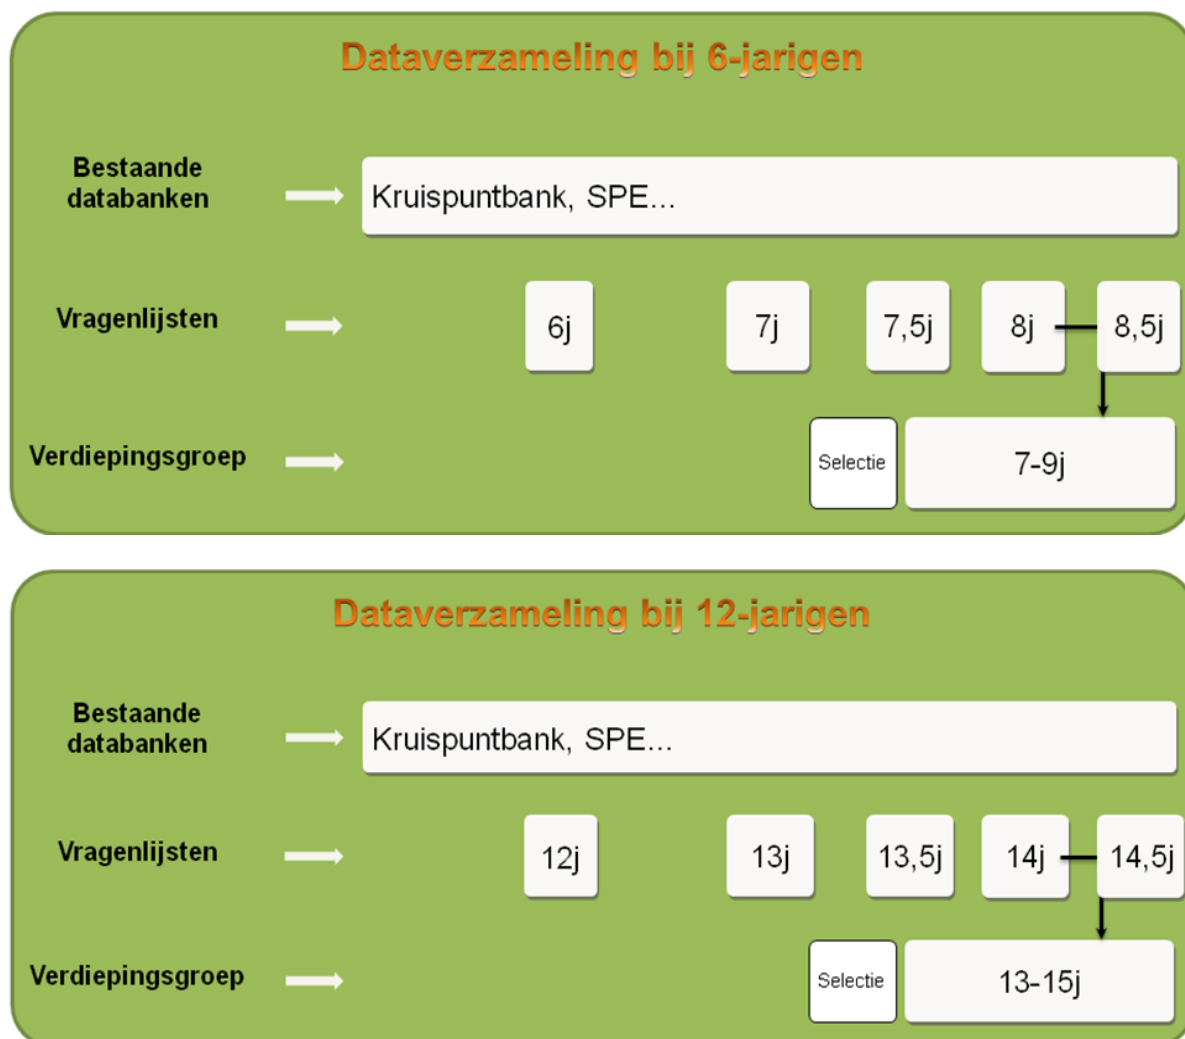 Dataverzameling bij 6-jarigen
Bestaande
databanken
Kruispuntbank, SPE...
Vragenlijsten
6j
7j
7,5j
8j
8,5j
Verdiepingsgroep
Selectie
7-9j
Dataverzameling bij 12-jarigen
Bestaande
databanken
Kruispuntbank, SPE...
Vragenlijsten
12j
13j
13,5j
14j
14,5j
Verdiepingsgroep
Selectie
13-15j